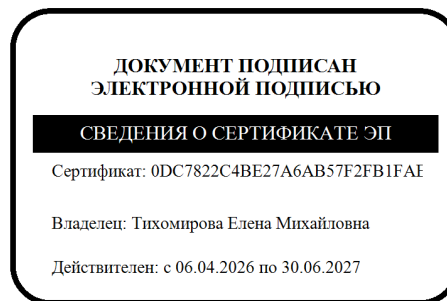 ДОКУМЕНТ ПОДПИСАН
ЭЛЕКТРОННОЙ ПОДПИСЬЮ
СВЕДЕНИЯ О СЕРТИФИКАТЕ ЭП
Сертификат: 0DC7822C4BE27A6AB57F2FB1FAE
Владелец: Тихомирова Елена Михайловна
Действителен: с 06.04.2026 по 30.06.2027